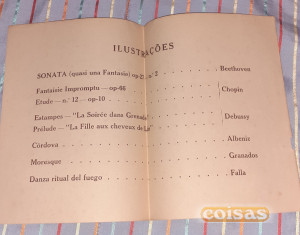 ILUSTRAÇÕES
SONATA (quasi una Fantasie) op 27, n.º 2 Beethoven
Fantaisie Impromptu — op-66
Etude — n.º 12 — op-10
Chopin
Estampes — "La Soirée dans Grenade"
Prélude — "La Fille aux cheveux de Lin"
Debussy
Córdova Albeniz
Moresque Granados
Danza ritual del fuego Falla
coisas